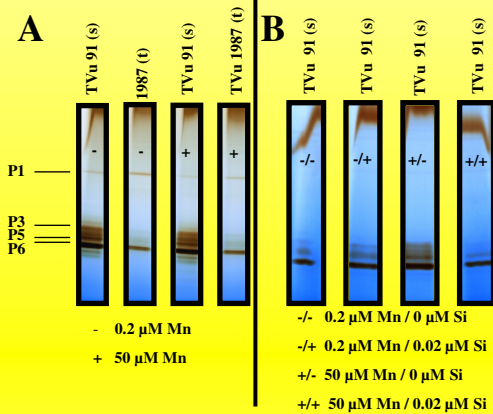 A
TVu 91 (s)
1987 (t)
TVu 91 (s)
TVu 1987 (t)
- - + +
P1
P3
P5
P6
- 0.2 µM Mn
+ 50 µM Mn
B
TVu 91 (s)
TVu 91 (s)
TVu 91 (s)
TVu 91 (s)
-/- -/+ +/- +/+
-/- 0.2 µM Mn / 0 µM Si
-/+ 0.2 µM Mn / 0.02 µM Si
+/- 50 µM Mn / 0 µM Si
+/+ 50 µM Mn / 0.02 µM Si